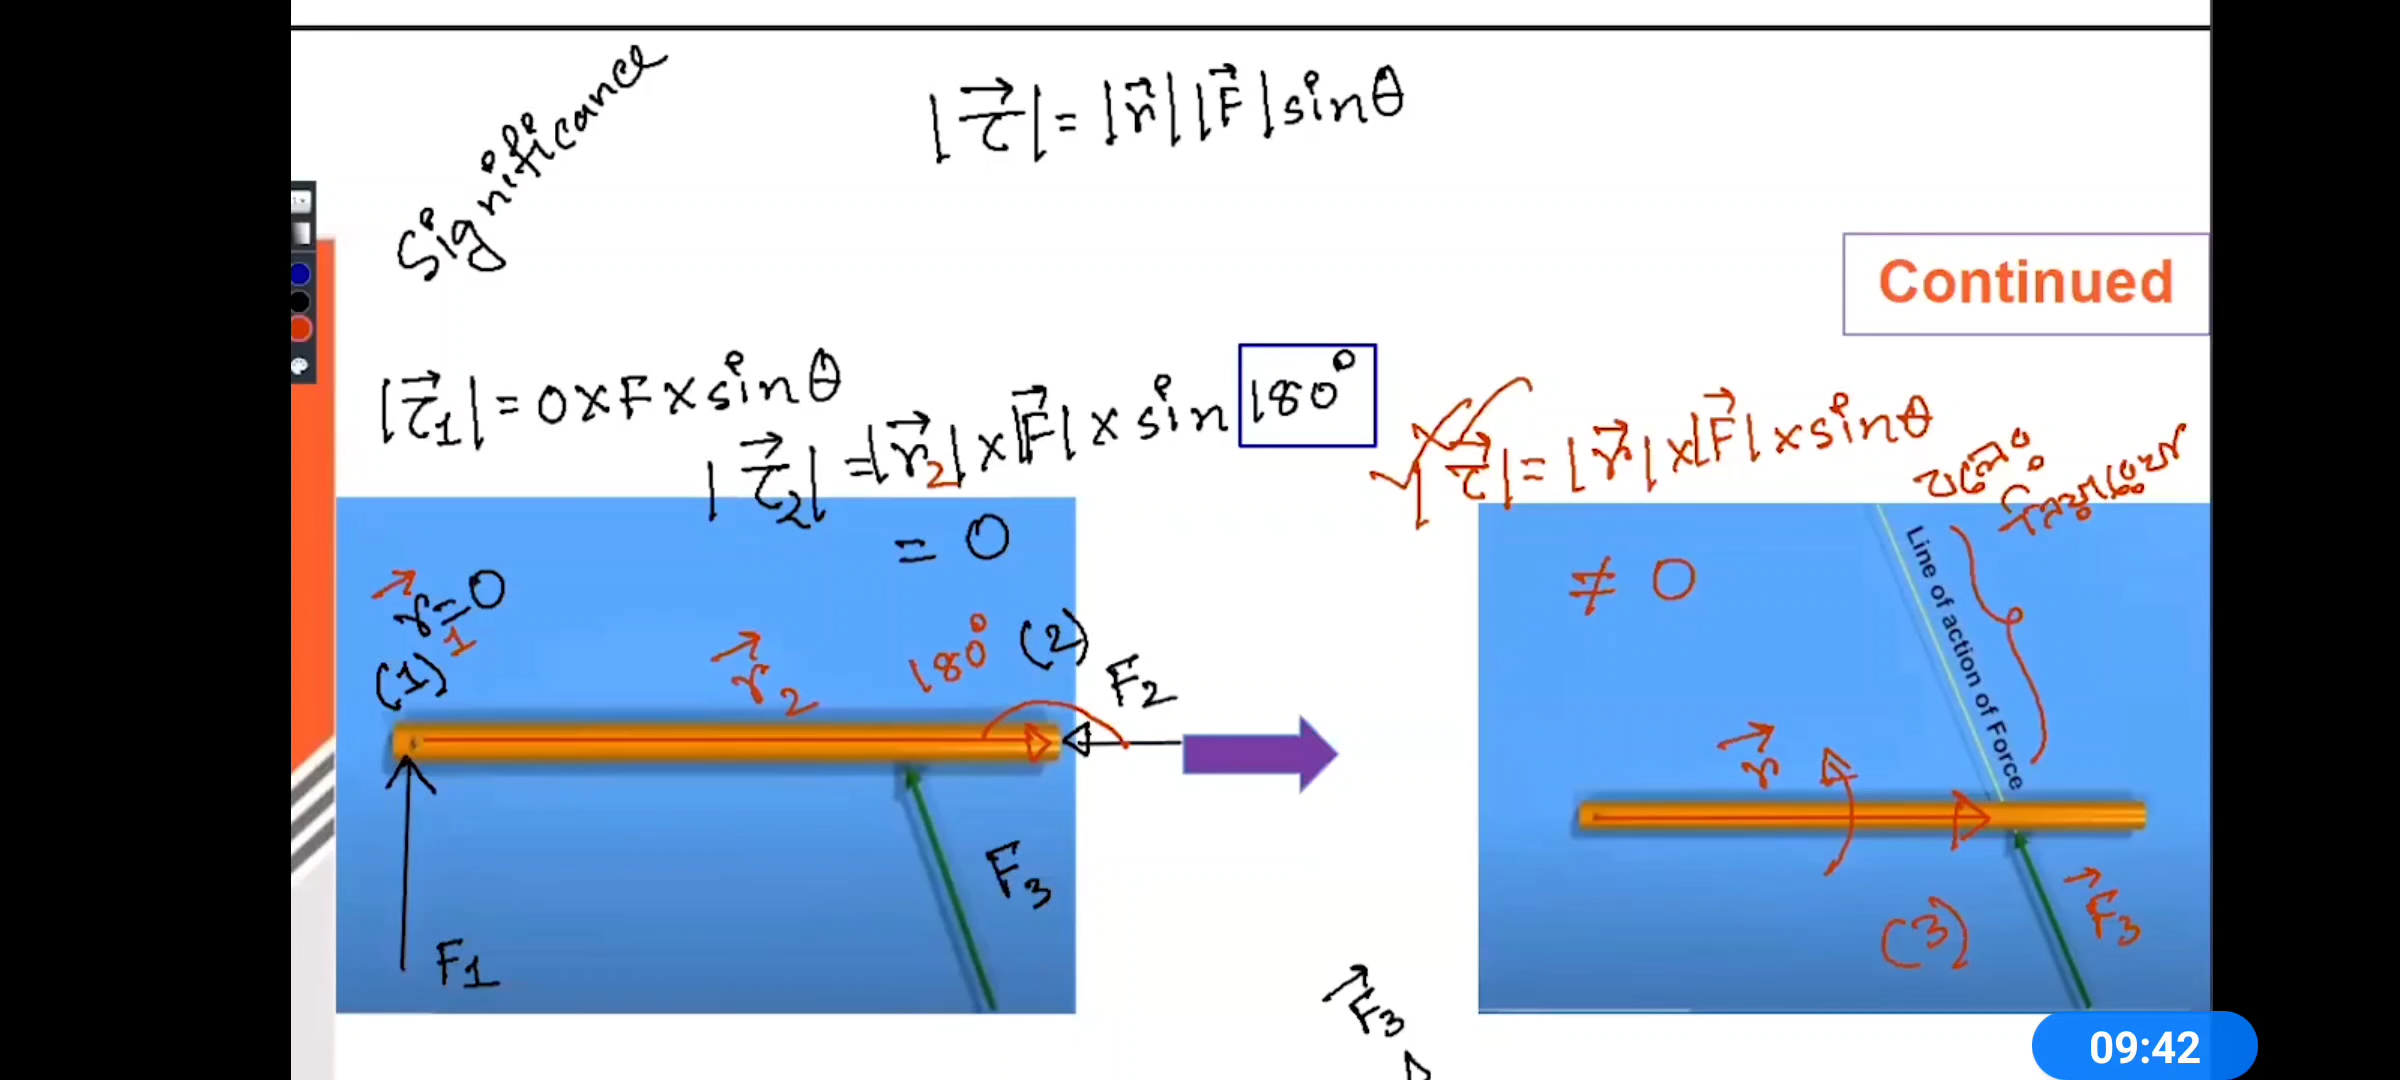 Significance
|τ⃗| = |r⃗| |F⃗| sinθ
Continued
|τ⃗₁| = 0 × F × sinθ
|τ⃗₂| = |r⃗₂| × |F⃗| × sin 180°
= 0
|τ⃗| = |r⃗| × |F⃗| × sinθ
≠ 0
Line of action of Force
r⃗₁ = 0
(1)
r⃗₂
180°
(2)
F₂
F₁
F₃
r⃗
(3)
F⃗₃
F⃗₃
09:42